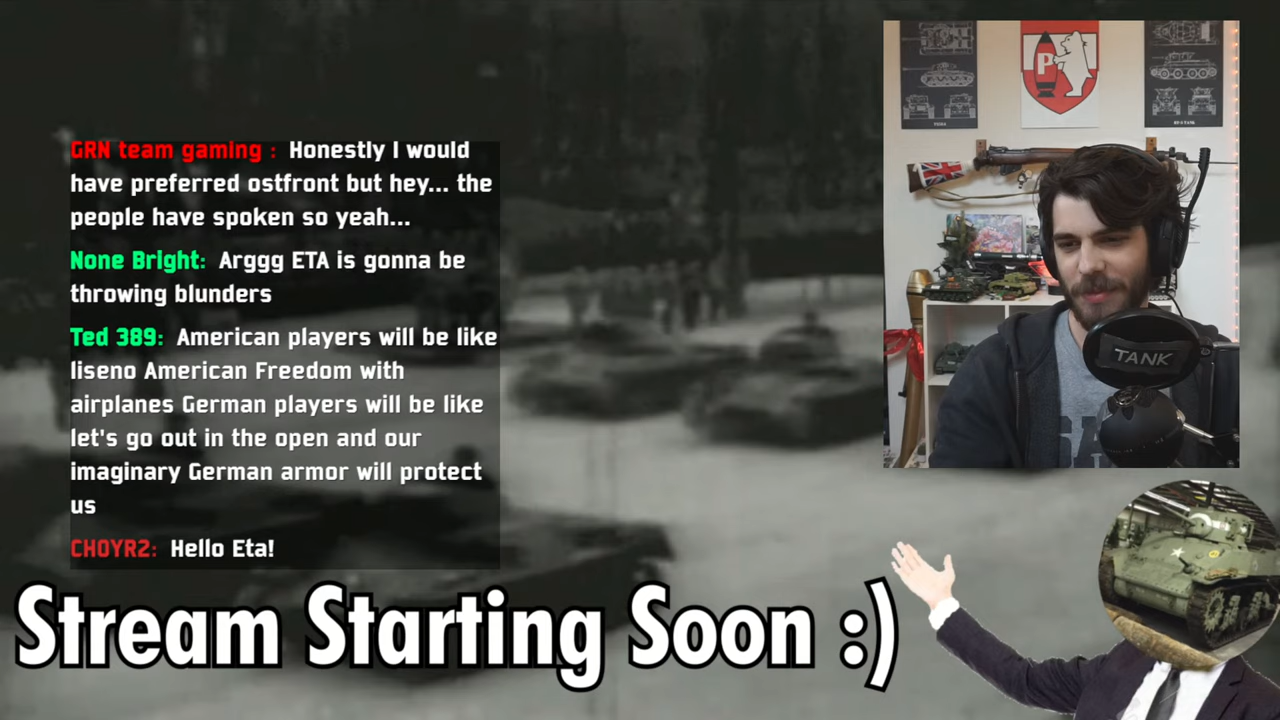 GRN team gaming : Honestly I would
have preferred ostfront but hey... the
people have spoken so yeah...
None Bright: Arggg ETA is gonna be
throwing blunders
Ted 389: American players will be like
liseno American Freedom with
airplanes German players will be like
let's go out in the open and our
imaginary German armor will protect
us
CHOYR2: Hello Eta!
Stream Starting Soon :)
P
TANK